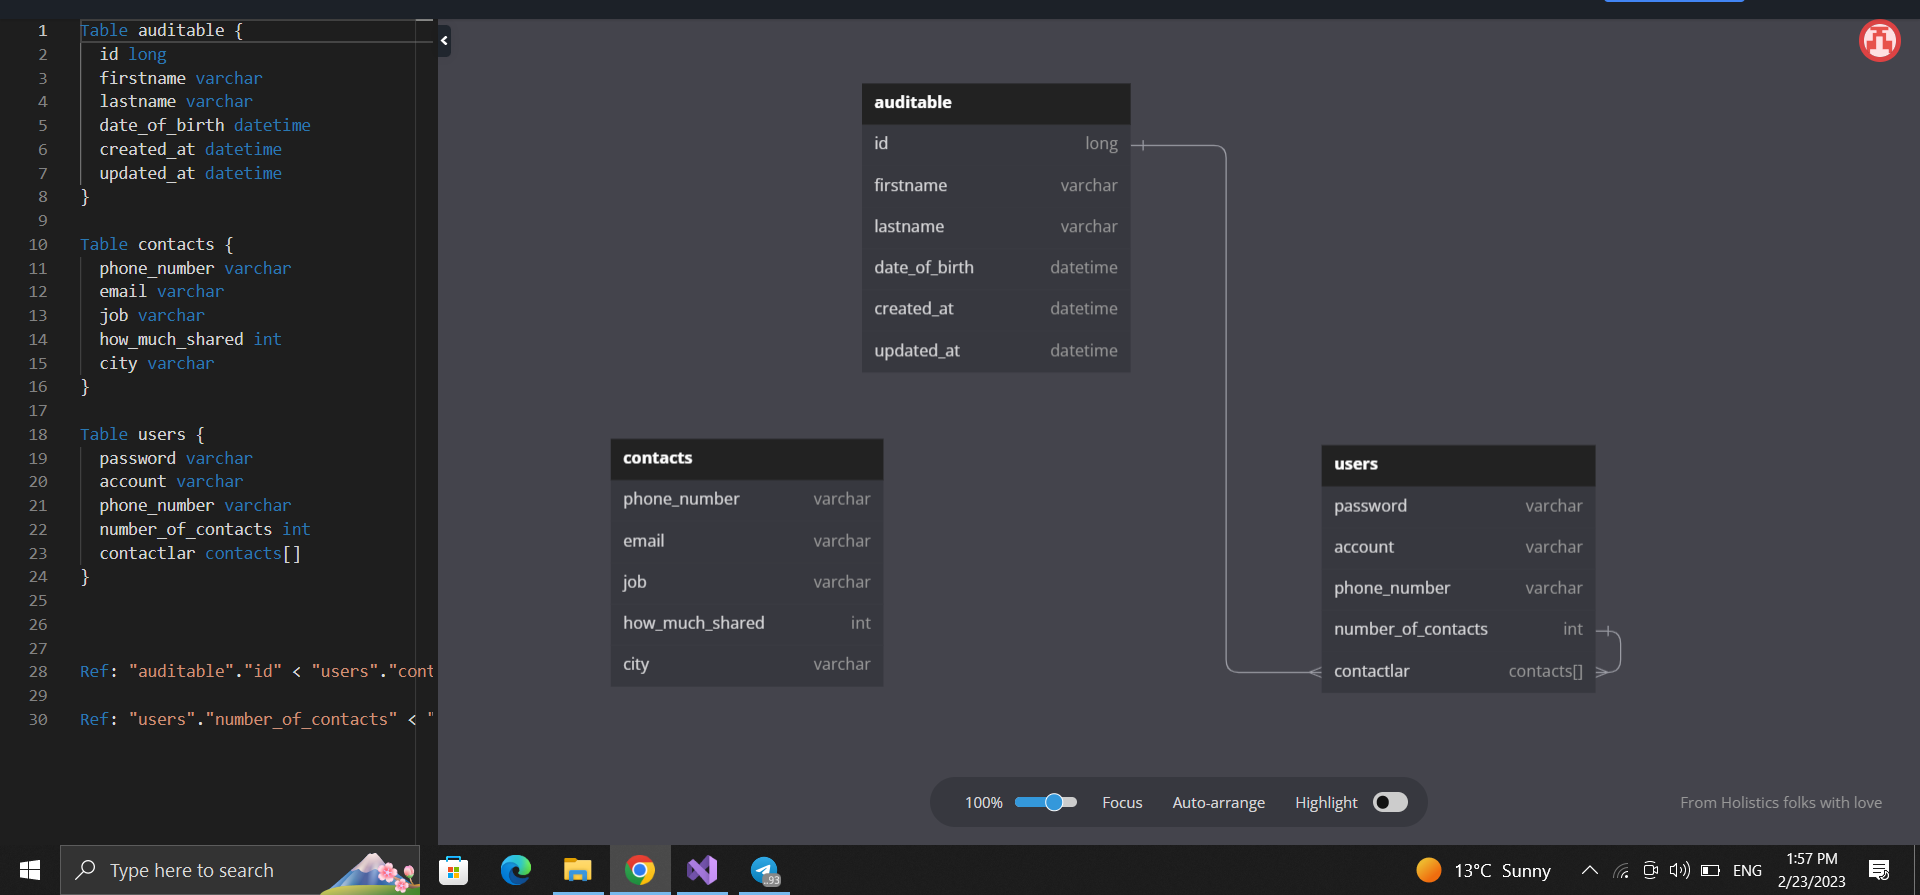 1 Table auditable {
2 id long
3 firstname varchar
4 lastname varchar
5 date_of_birth datetime
6 created_at datetime
7 updated_at datetime
8 }
9
10 Table contacts {
11 phone_number varchar
12 email varchar
13 job varchar
14 how_much_shared int
15 city varchar
16 }
17
18 Table users {
19 password varchar
20 account varchar
21 phone_number varchar
22 number_of_contacts int
23 contactlar contacts[]
24 }
25
26
27
28 Ref: "auditable"."id" < "users"."cont
29
30 Ref: "users"."number_of_contacts" < "
auditable
id long
firstname varchar
lastname varchar
date_of_birth datetime
created_at datetime
updated_at datetime
contacts
phone_number varchar
email varchar
job varchar
how_much_shared int
city varchar
users
password varchar
account varchar
phone_number varchar
number_of_contacts int
contactlar contacts[]
100% Focus Auto-arrange Highlight
From Holistics folks with love
Type here to search
93
13°C Sunny
ENG
1:57 PM
2/23/2023